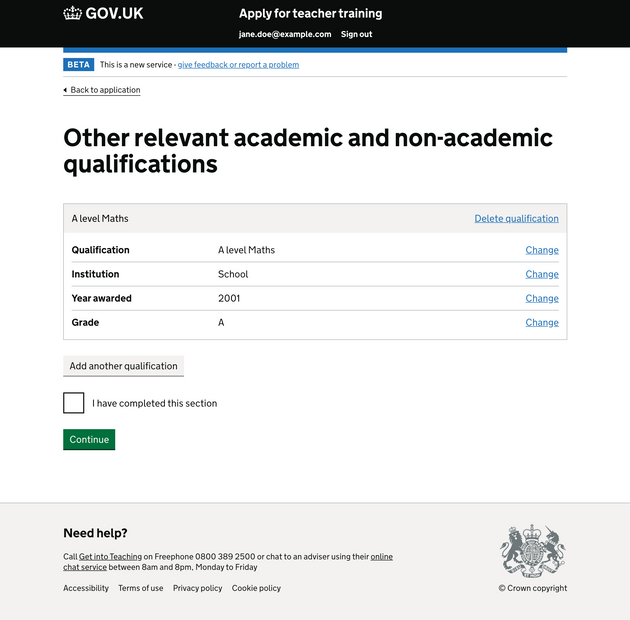 GOV.UK
Apply for teacher training
jane.doe@example.com Sign out
BETA This is a new service - give feedback or report a problem
Back to application
Other relevant academic and non-academic
qualifications
A level Maths Delete qualification
Qualification A level Maths Change
Institution School Change
Year awarded 2001 Change
Grade A Change
Add another qualification
I have completed this section
Continue
Need help?
Call Get into Teaching on Freephone 0800 389 2500 or chat to an adviser using their online
chat service between 8am and 8pm, Monday to Friday
Accessibility Terms of use Privacy policy Cookie policy
© Crown copyright